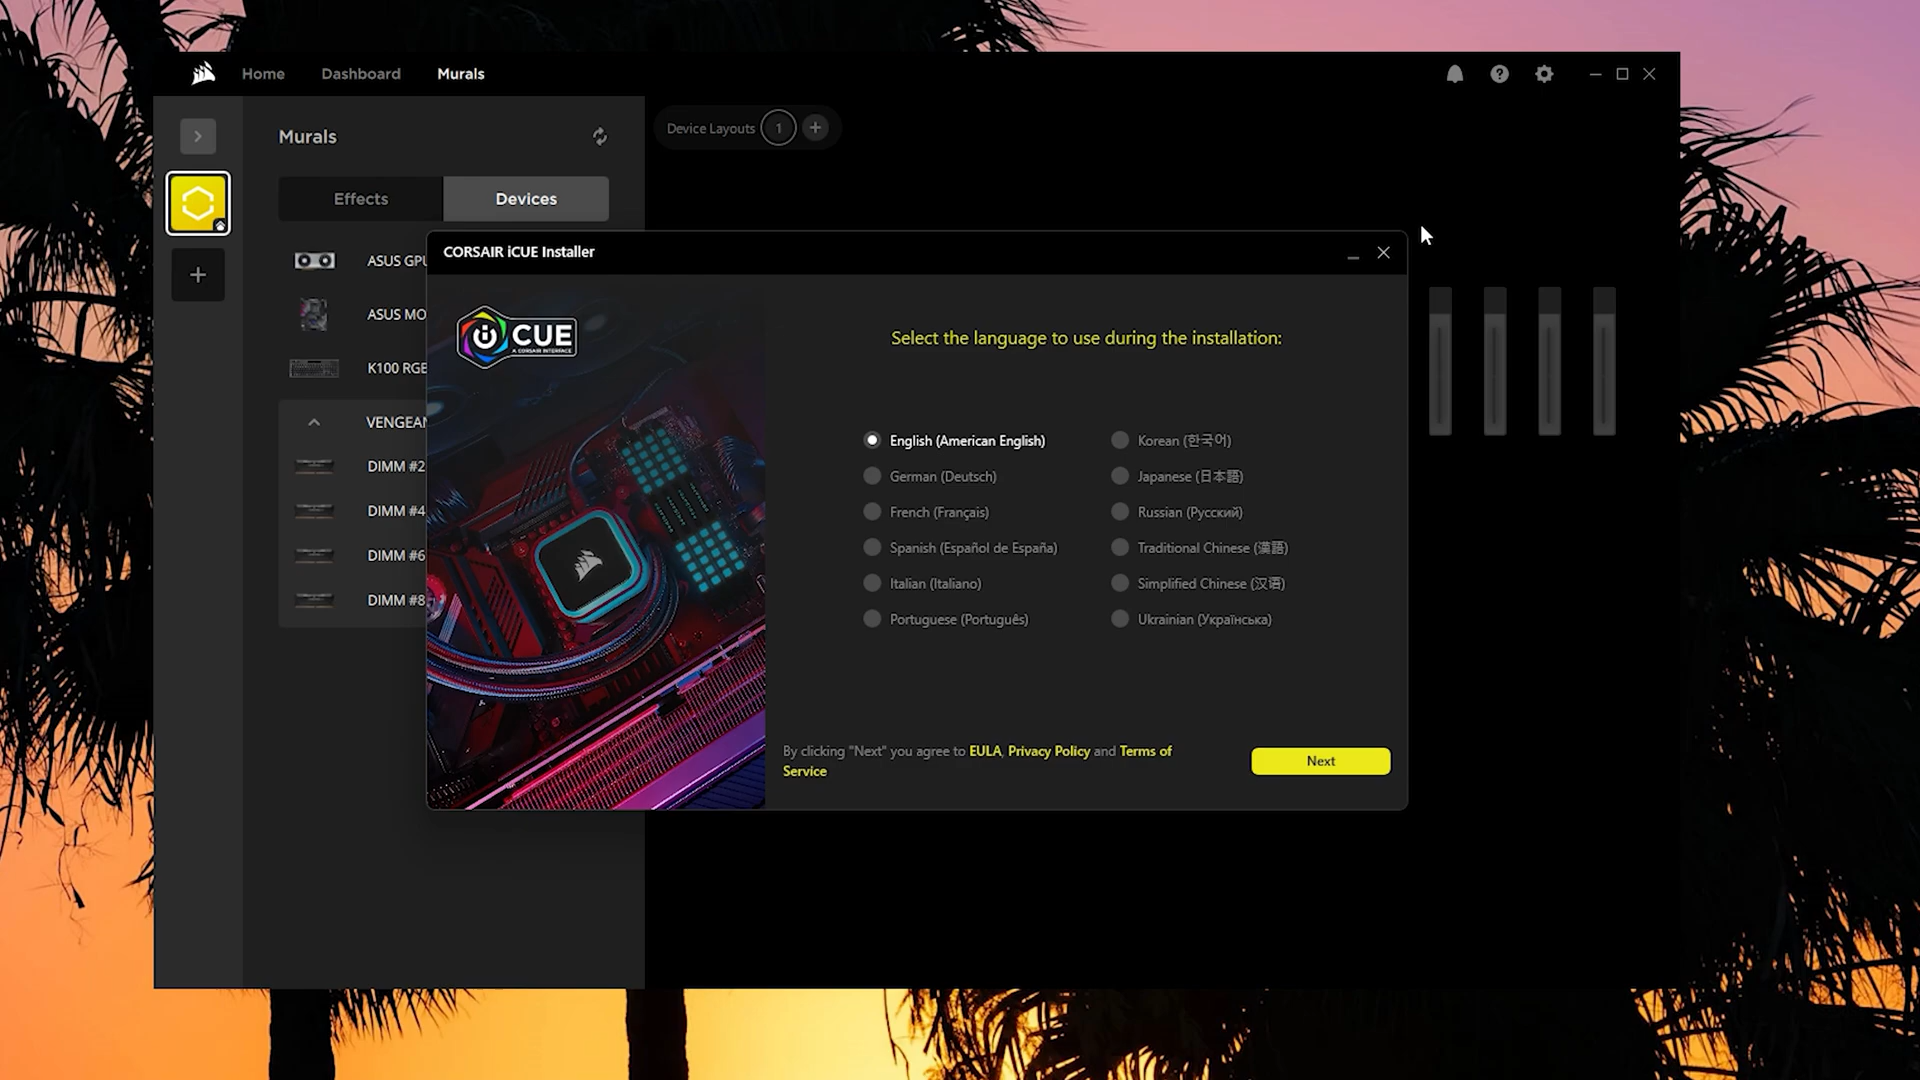 Home
Dashboard
Murals
Murals
Device Layouts
1
Effects
Devices
ASUS GPU
ASUS MO
K100 RGB
VENGEAN
DIMM #2
DIMM #4
DIMM #6
DIMM #8
CORSAIR iCUE Installer
iCUE
A CORSAIR INTERFACE
Select the language to use during the installation:
English (American English)
German (Deutsch)
French (Français)
Spanish (Español de España)
Italian (Italiano)
Portuguese (Português)
Korean (한국어)
Japanese (日本語)
Russian (Русский)
Traditional Chinese (漢語)
Simplified Chinese (汉语)
Ukrainian (Українська)
By clicking "Next" you agree to EULA, Privacy Policy and Terms of
Service
Next